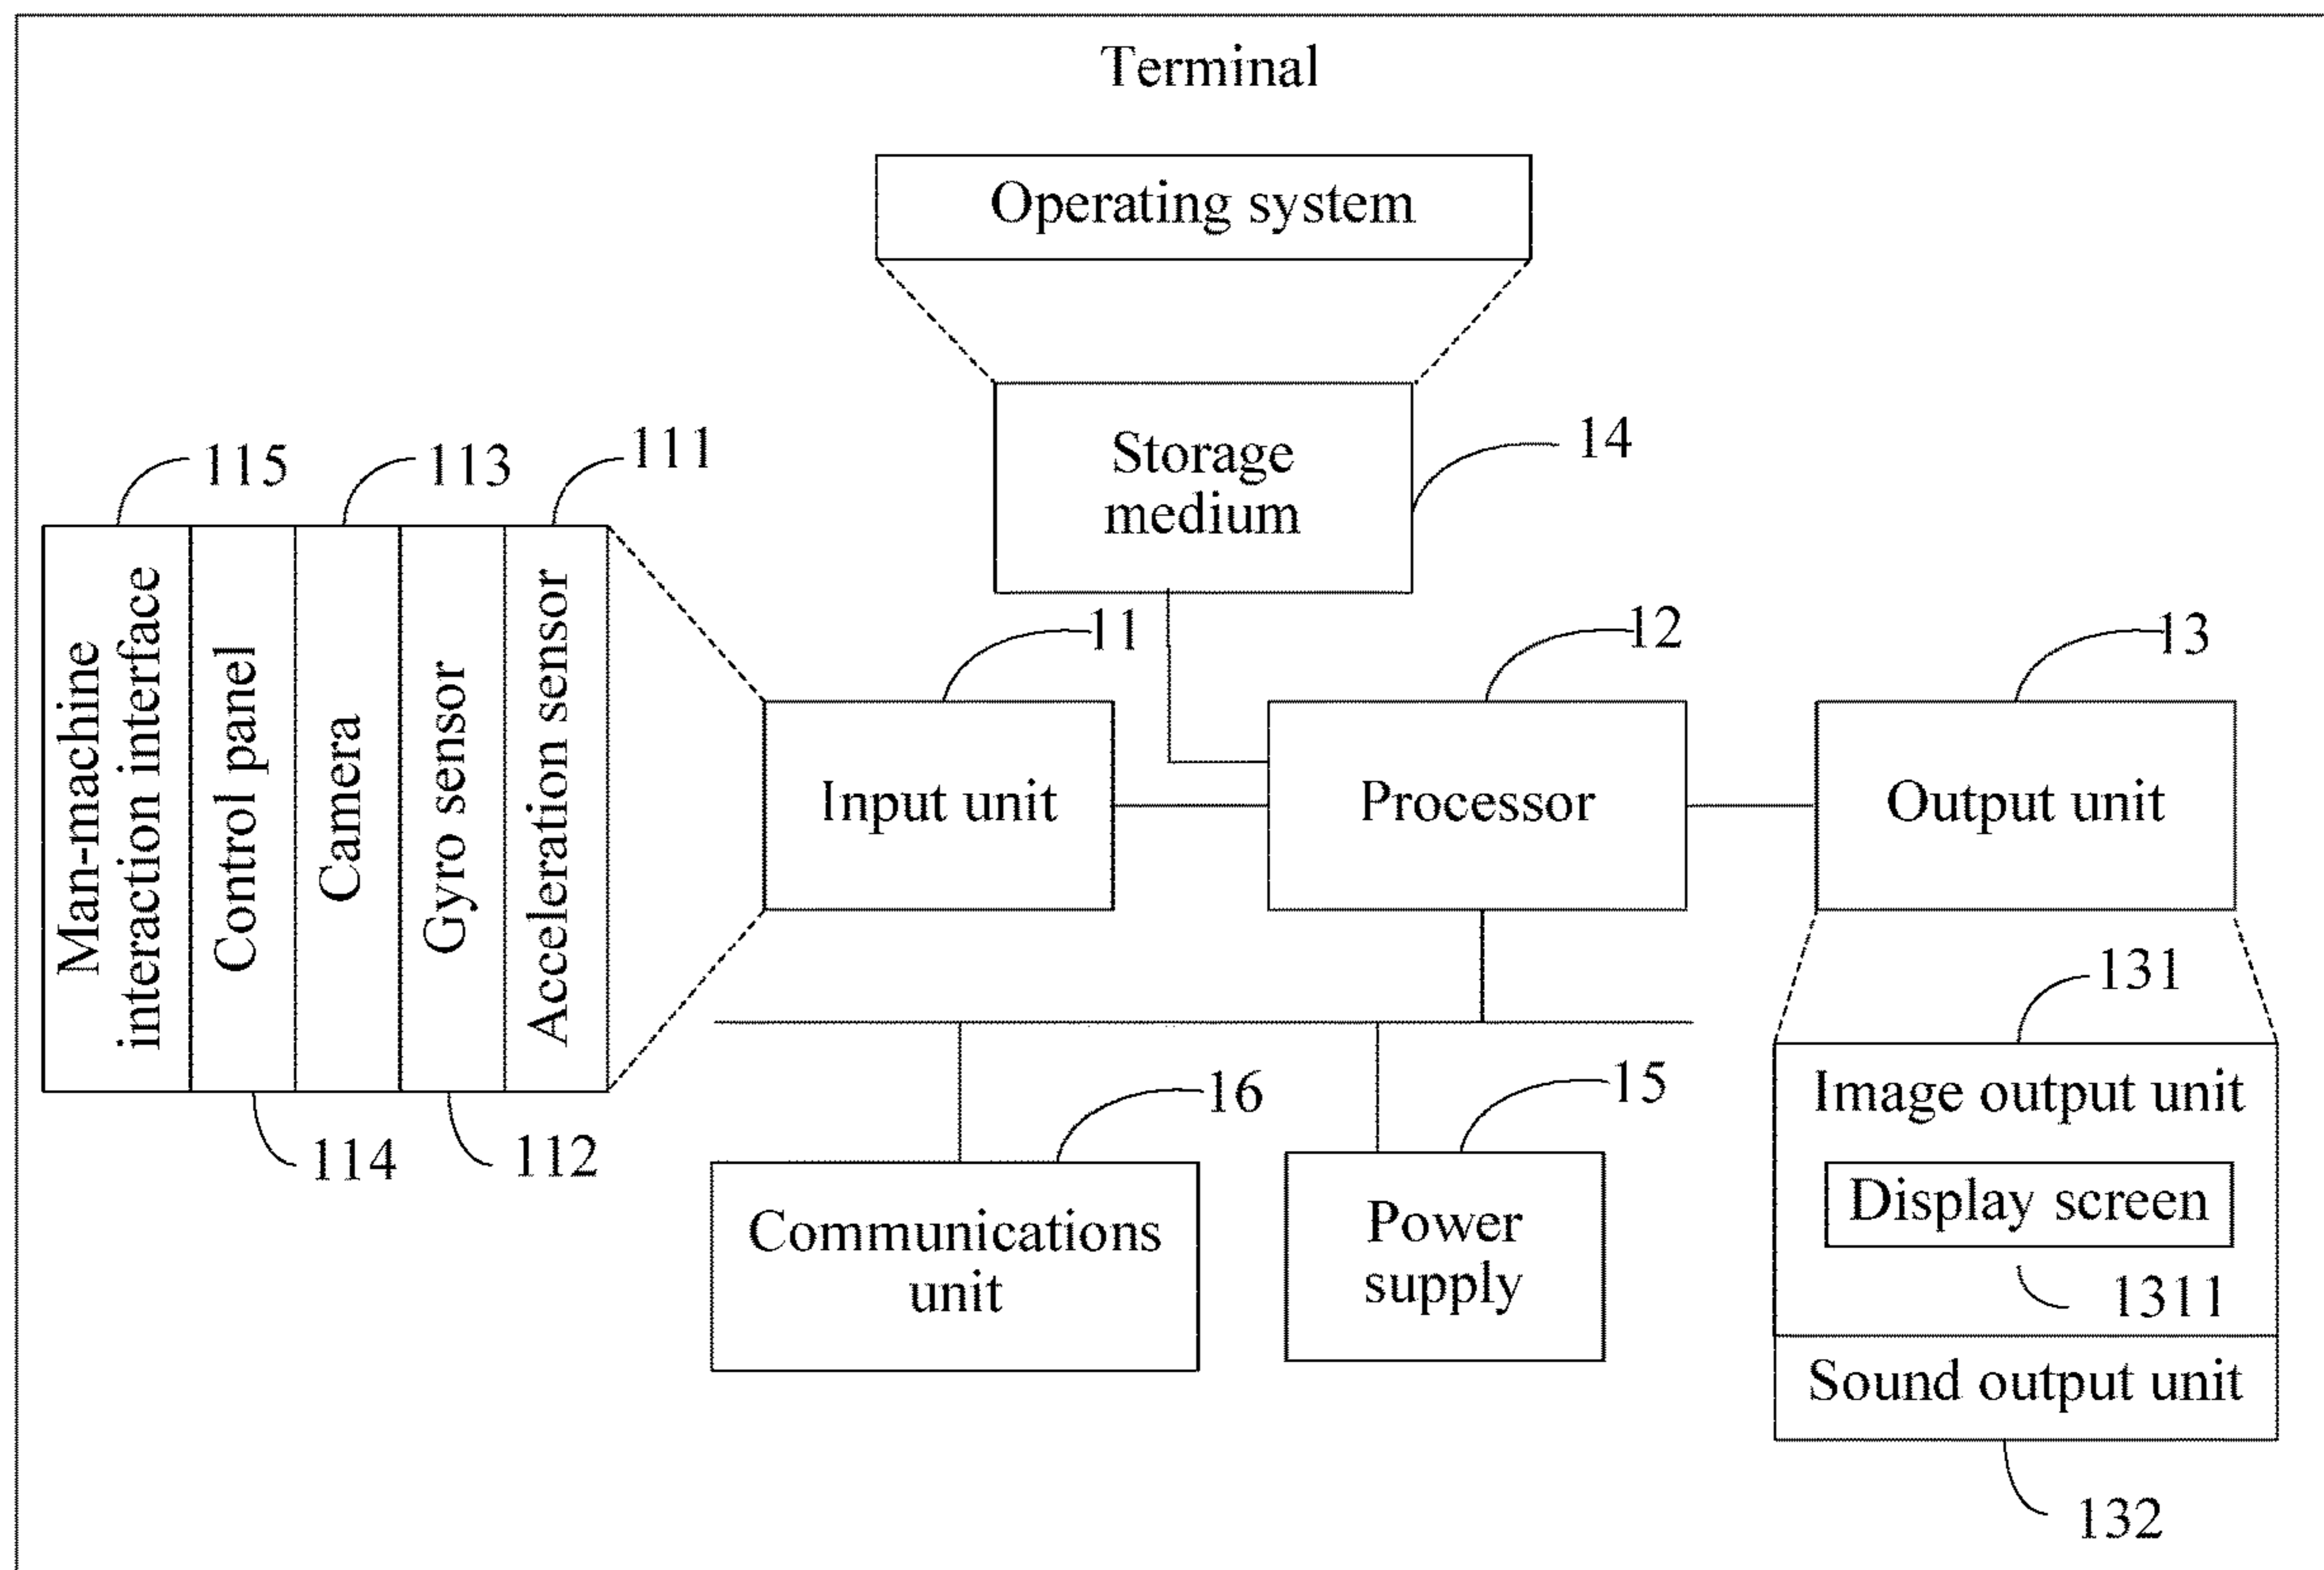 Terminal
Operating system
Storage
medium
14
115
113
111
Man-machine
interaction interface
Control panel
Camera
Gyro sensor
Acceleration sensor
114
112
11
Input unit
12
Processor
13
Output unit
131
Image output unit
Display screen
1311
Sound output unit
132
16
Communications
unit
15
Power
supply